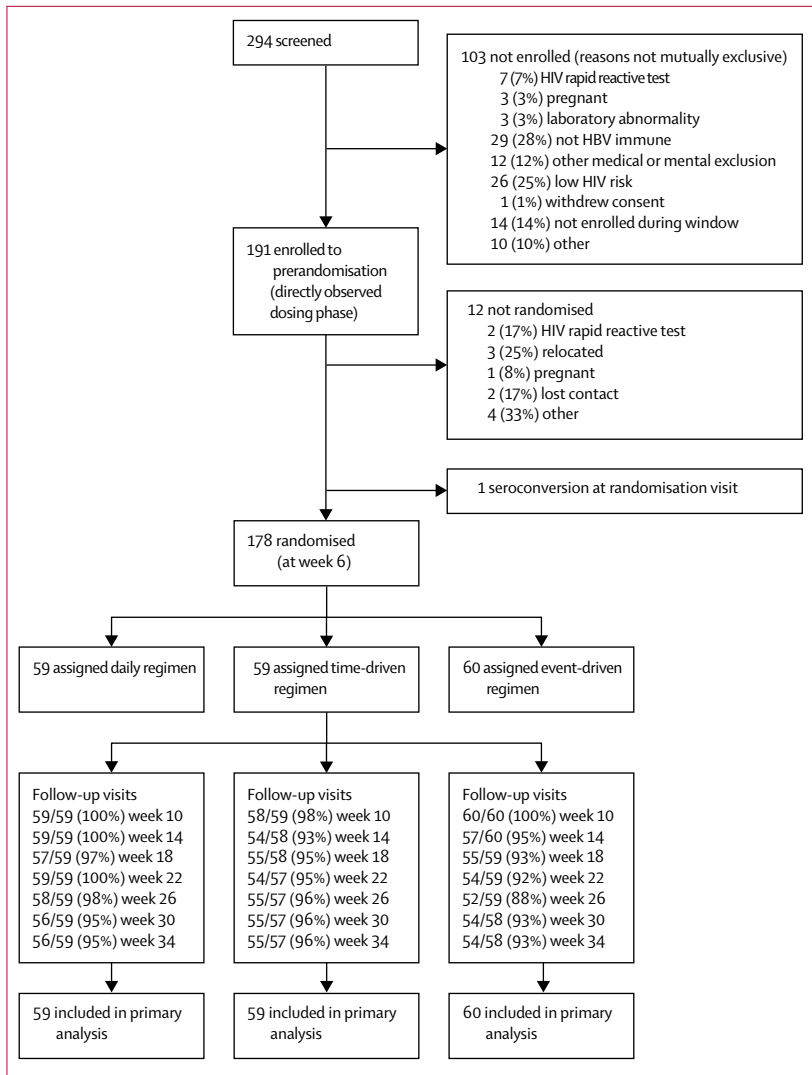 294 screened
103 not enrolled (reasons not mutually exclusive)
7 (7%) HIV rapid reactive test
3 (3%) pregnant
3 (3%) laboratory abnormality
29 (28%) not HBV immune
12 (12%) other medical or mental exclusion
26 (25%) low HIV risk
1 (1%) withdrew consent
14 (14%) not enrolled during window
10 (10%) other
191 enrolled to
prerandomisation
(directly observed
dosing phase)
12 not randomised
2 (17%) HIV rapid reactive test
3 (25%) relocated
1 (8%) pregnant
2 (17%) lost contact
4 (33%) other
1 seroconversion at randomisation visit
178 randomised
(at week 6)
59 assigned daily regimen
59 assigned time-driven
regimen
60 assigned event-driven
regimen
Follow-up visits
59/59 (100%) week 10
59/59 (100%) week 14
57/59 (97%) week 18
59/59 (100%) week 22
58/59 (98%) week 26
56/59 (95%) week 30
56/59 (95%) week 34
Follow-up visits
58/59 (98%) week 10
54/58 (93%) week 14
55/58 (95%) week 18
54/57 (95%) week 22
55/57 (96%) week 26
55/57 (96%) week 30
55/57 (96%) week 34
Follow-up visits
60/60 (100%) week 10
57/60 (95%) week 14
55/59 (93%) week 18
54/59 (92%) week 22
52/59 (88%) week 26
54/58 (93%) week 30
54/58 (93%) week 34
59 included in primary
analysis
59 included in primary
analysis
60 included in primary
analysis